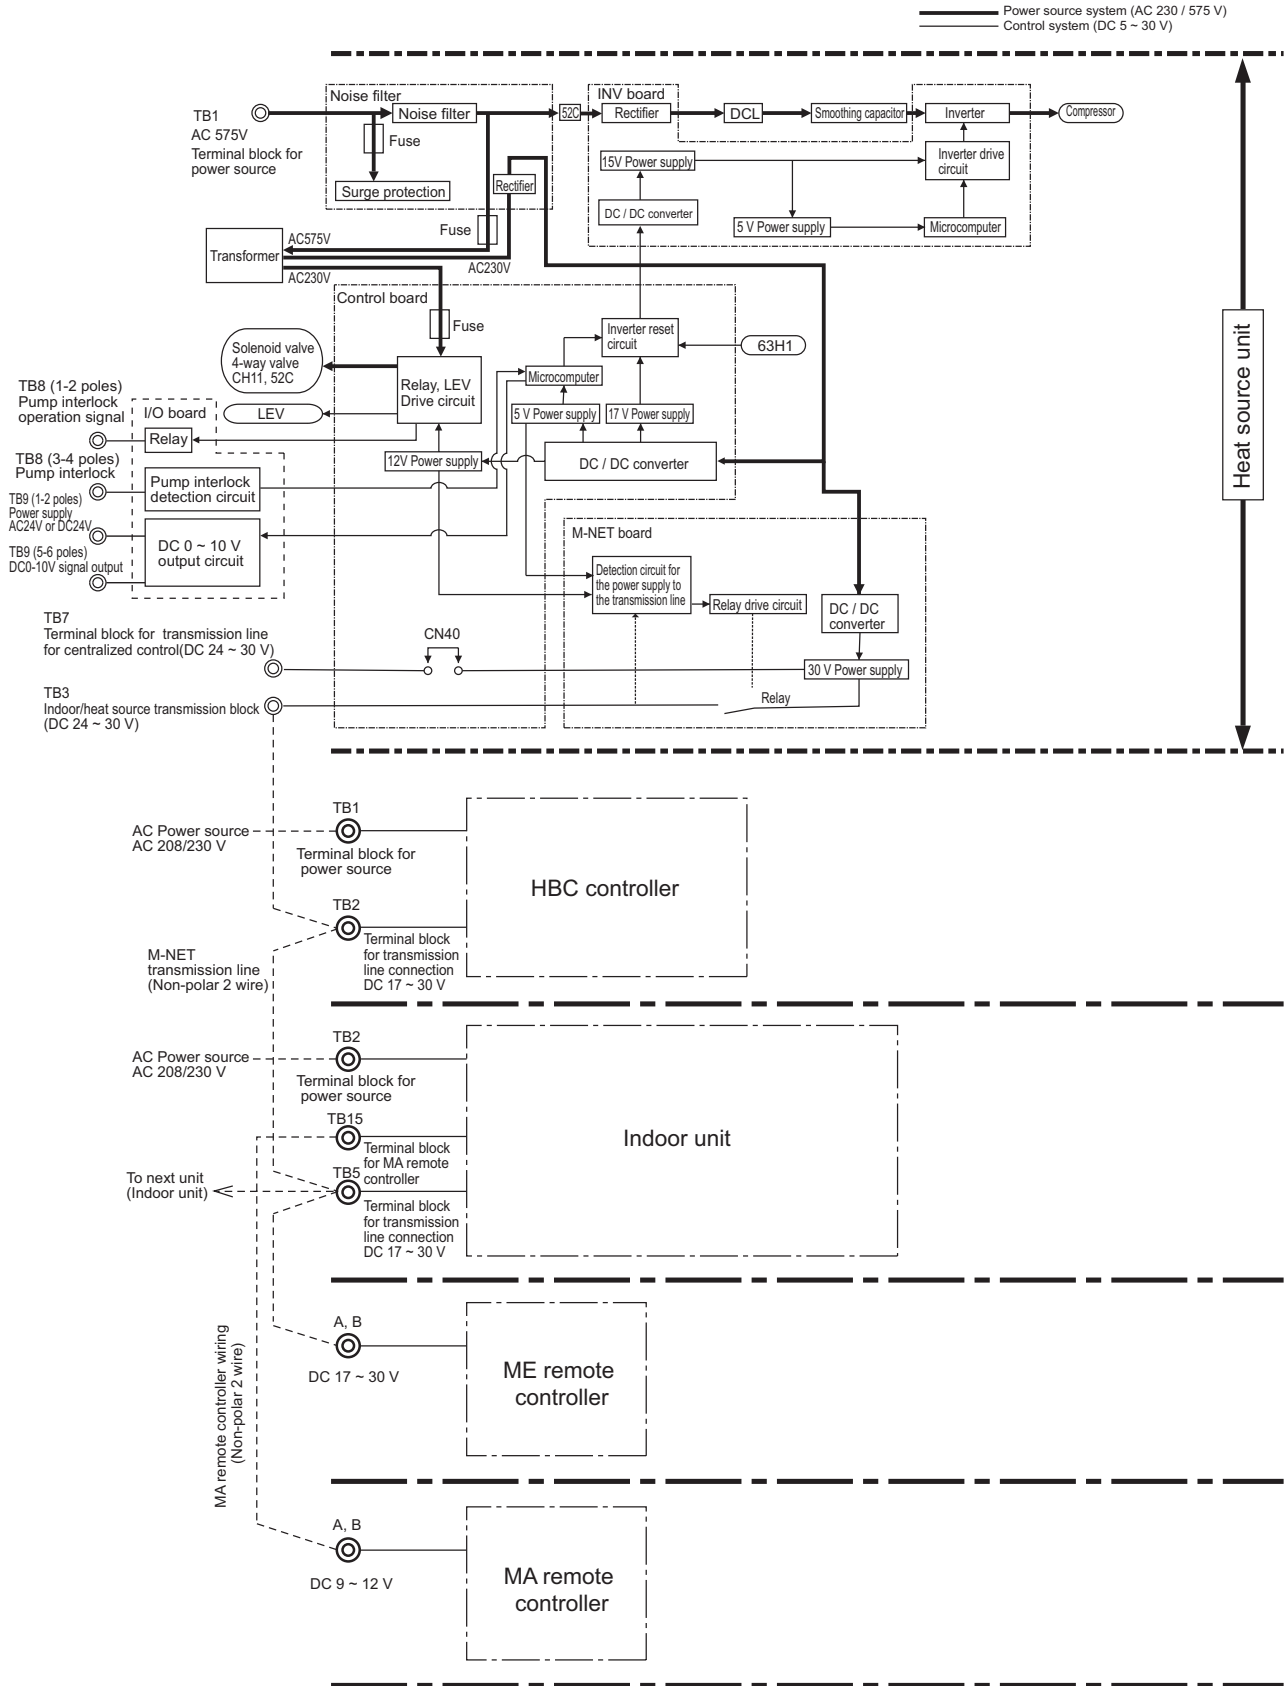 Power source system (AC 230 / 575 V)
Control system (DC 5 ~ 30 V)
Noise filter
INV board
TB1
AC 575V
Terminal block for
power source
Noise filter
52C
Rectifier
DCL
Smoothing capacitor
Inverter
Compressor
Fuse
Surge protection
Rectifier
15V Power supply
Inverter drive
circuit
DC / DC converter
5 V Power supply
Microcomputer
Fuse
Transformer
AC575V
AC230V
AC230V
Heat source unit
Control board
Fuse
Inverter reset
circuit
63H1
Solenoid valve
4-way valve
CH11, 52C
Relay, LEV
Drive circuit
Microcomputer
LEV
5 V Power supply
17 V Power supply
TB8 (1-2 poles)
Pump interlock
operation signal
I/O board
Relay
12V Power supply
DC / DC converter
TB8 (3-4 poles)
Pump interlock
Pump interlock
detection circuit
TB9 (1-2 poles)
Power supply
AC24V or DC24V
DC 0 ~ 10 V
output circuit
TB9 (5-6 poles)
DC0-10V signal output
M-NET board
Detection circuit for
the power supply to
the transmission line
Relay drive circuit
DC / DC
converter
TB7
Terminal block for transmission line
for centralized control(DC 24 ~ 30 V)
CN40
30 V Power supply
TB3
Indoor/heat source transmission block
(DC 24 ~ 30 V)
Relay
TB1
AC Power source
AC 208/230 V
Terminal block for
power source
HBC controller
TB2
Terminal block
for transmission
line connection
DC 17 ~ 30 V
M-NET
transmission line
(Non-polar 2 wire)
TB2
AC Power source
AC 208/230 V
Terminal block for
power source
TB15
Terminal block
for MA remote
controller
Indoor unit
To next unit
(Indoor unit)
TB5
Terminal block
for transmission
line connection
DC 17 ~ 30 V
MA remote controller wiring
(Non-polar 2 wire)
A, B
DC 17 ~ 30 V
ME remote
controller
A, B
DC 9 ~ 12 V
MA remote
controller